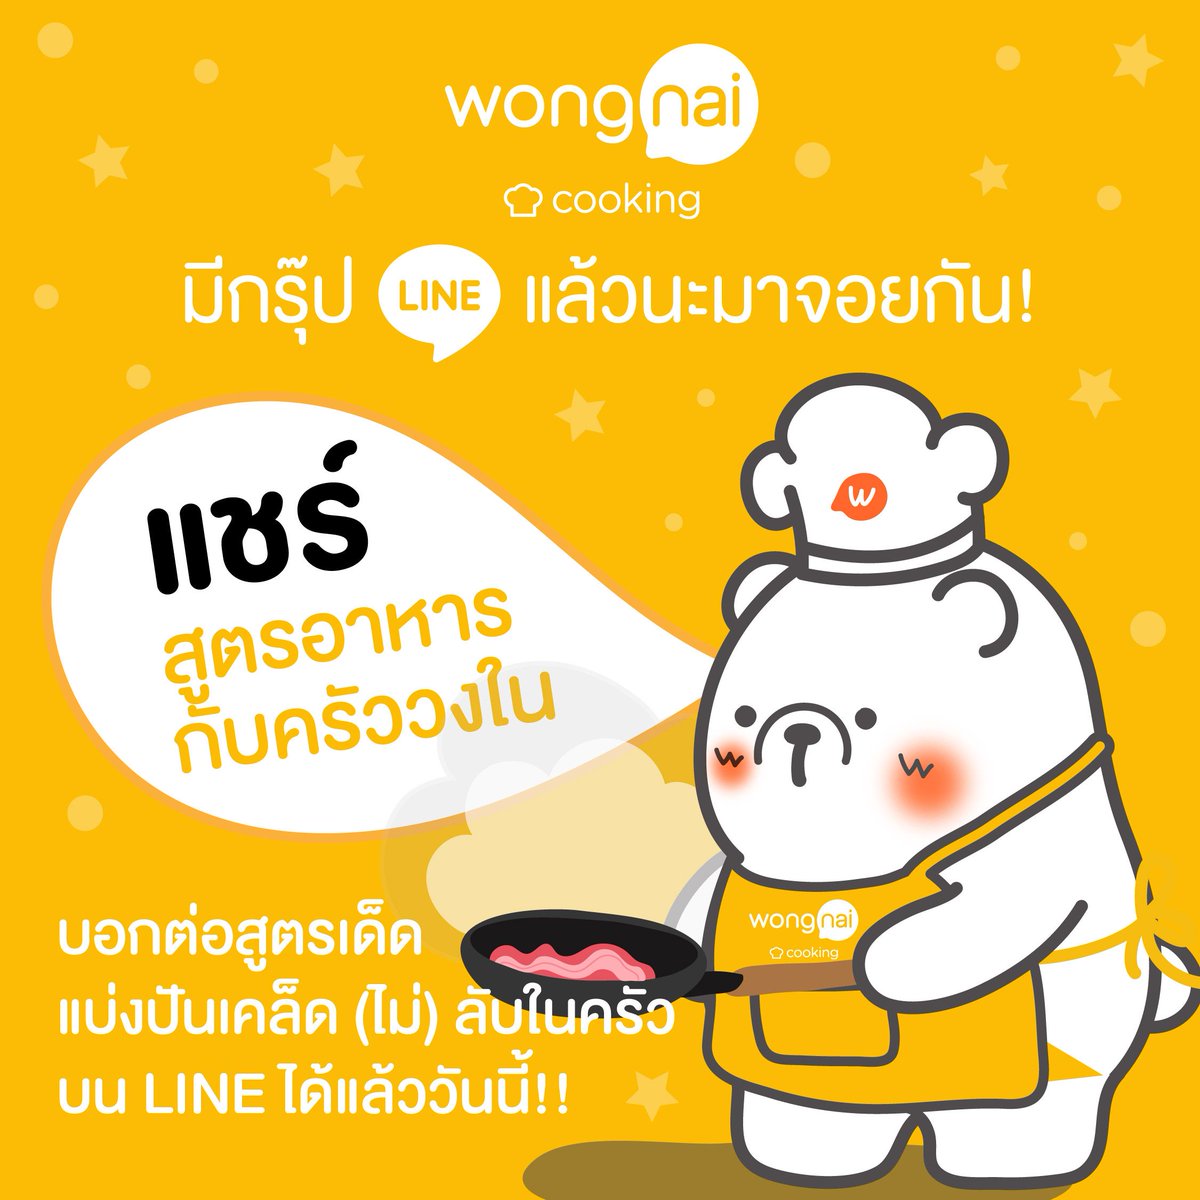 wongnai
cooking
มีกรุ๊ป LINE แล้วนะมาจอยกัน!
แชร์
สูตรอาหาร
กับครัววงใน
w
w w
wongnai
cooking
บอกต่อสูตรเด็ด
แบ่งปันเคล็ด (ไม่) ลับในครัว
บน LINE ได้แล้ววันนี้!!